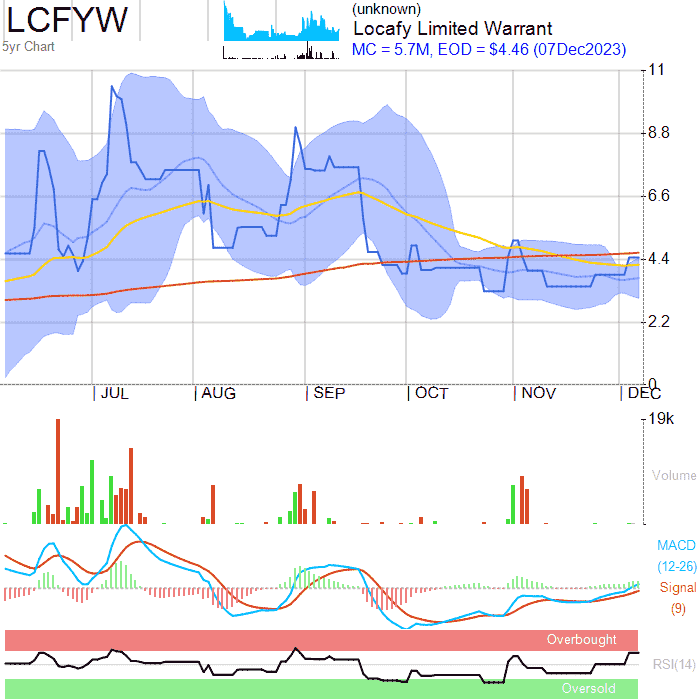 LCFYW
5yr Chart
(unknown)
Locafy Limited Warrant
MC = 5.7M, EOD = $4.46 (07Dec2023)
11
8.8
6.6
4.4
2.2
0
JUL AUG SEP OCT NOV DEC
19k
Volume
MACD
(12-26)
Signal
(9)
Overbought
RSI(14)
Oversold